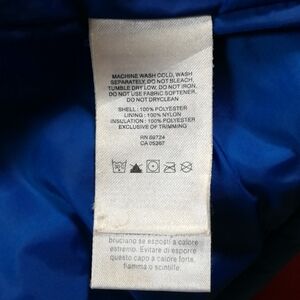 MACHINE WASH COLD, WASH
SEPARATELY, DO NOT BLEACH,
TUMBLE DRY LOW, DO NOT IRON,
DO NOT USE FABRIC SOFTENER,
DO NOT DRYCLEAN
SHELL : 100% POLYESTER
LINING : 100% NYLON
INSULATION : 100% POLYESTER
EXCLUSIVE OF TRIMMING
RN 69724
CA 05267
bruciano se esposti a calore
estremo. Evitare di esporre
questo capo a calore forte,
fiamma o scintille.